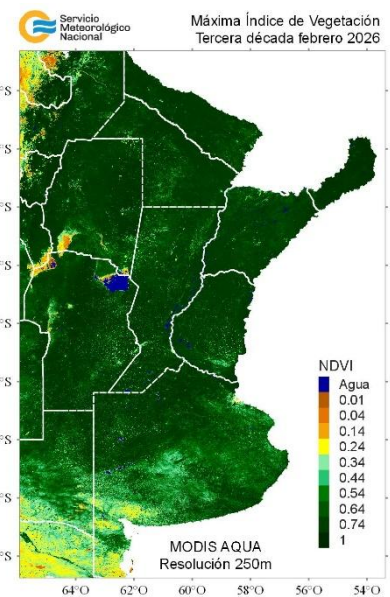 Servicio
Meteorológico
Nacional
Máxima Índice de Vegetación
Tercera década febrero 2026
°S
°S
°S
°S
°S
°S
°S
°S
°S
NDVI
Agua
0.01
0.04
0.14
0.24
0.34
0.44
0.54
0.64
0.74
1
MODIS AQUA
Resolución 250m
64°O
62°O
60°O
58°O
56°O
54°O